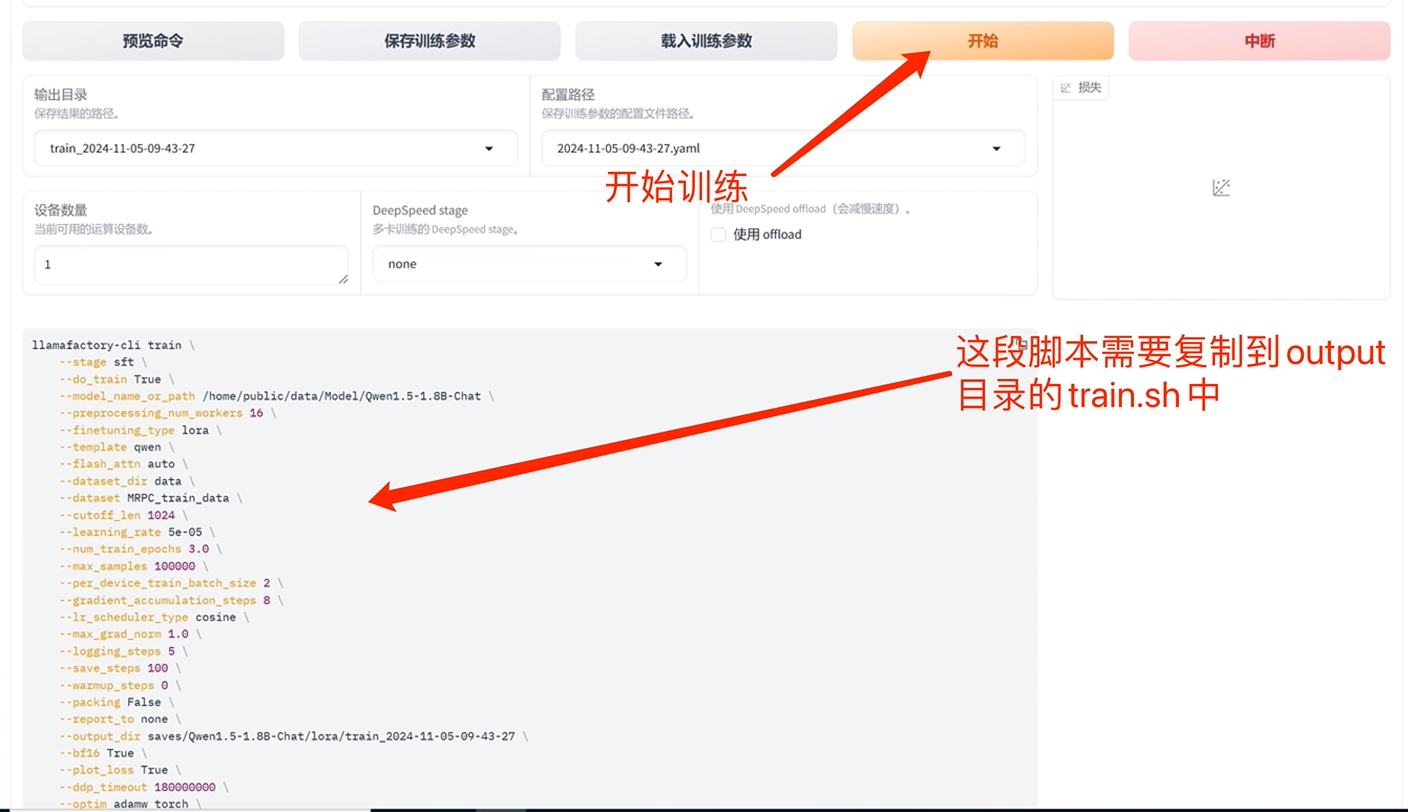 预览命令
保存训练参数
载入训练参数
开始
中断
输出目录
保存结果的路径。
train_2024-11-05-09-43-27
配置路径
保存训练参数的配置文件路径。
2024-11-05-09-43-27.yaml
损失
开始训练
设备数量
当前可用的运算设备数。
1
DeepSpeed stage
多卡训练的 DeepSpeed stage。
none
使用 DeepSpeed offload（会减慢速度）。
使用 offload
这段脚本需要复制到 output
目录的 train.sh 中
llamafactory-cli train \
--stage sft \
--do_train True \
--model_name_or_path /home/public/data/Model/Qwen1.5-1.8B-Chat \
--preprocessing_num_workers 16 \
--finetuning_type lora \
--template qwen \
--flash_attn auto \
--dataset_dir data \
--dataset MRPC_train_data \
--cutoff_len 1024 \
--learning_rate 5e-05 \
--num_train_epochs 3.0 \
--max_samples 100000 \
--per_device_train_batch_size 2 \
--gradient_accumulation_steps 8 \
--lr_scheduler_type cosine \
--max_grad_norm 1.0 \
--logging_steps 5 \
--save_steps 100 \
--warmup_steps 0 \
--packing False \
--report_to none \
--output_dir saves/Qwen1.5-1.8B-Chat/lora/train_2024-11-05-09-43-27 \
--bf16 True \
--plot_loss True \
--ddp_timeout 180000000 \
--optim adamw_torch \